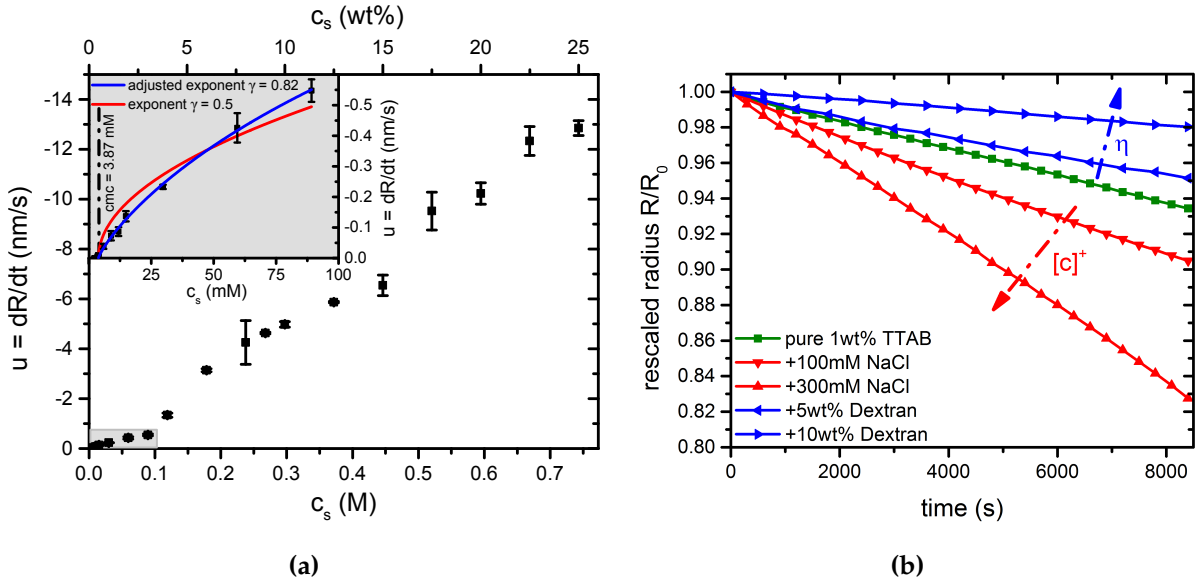 c_s (wt%)
0 5 10 15 20 25
adjusted exponent γ = 0.82
exponent γ = 0.5
cmc = 3.87 mM
-0.5
-0.4
-0.3
-0.2
-0.1
0.0
u = dR/dt (nm/s)
25 50 75 100
c_s (mM)
-14
-12
-10
-8
-6
-4
-2
0
u = dR/dt (nm/s)
0.0 0.1 0.2 0.3 0.4 0.5 0.6 0.7
c_s (M)
(a)
1.00
0.98
0.96
0.94
0.92
0.90
0.88
0.86
0.84
0.82
0.80
rescaled radius R/R_0
η
[c]^+
pure 1wt% TTAB
+100mM NaCl
+300mM NaCl
+5wt% Dextran
+10wt% Dextran
0 2000 4000 6000 8000
time (s)
(b)